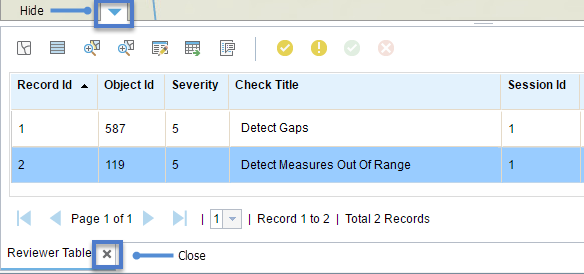 Hide
Record Id Object Id Severity Check Title Session Id
1 587 5 Detect Gaps 1
2 119 5 Detect Measures Out Of Range 1
Page 1 of 1 | 1 | Record 1 to 2 | Total 2 Records
Reviewer Table Close